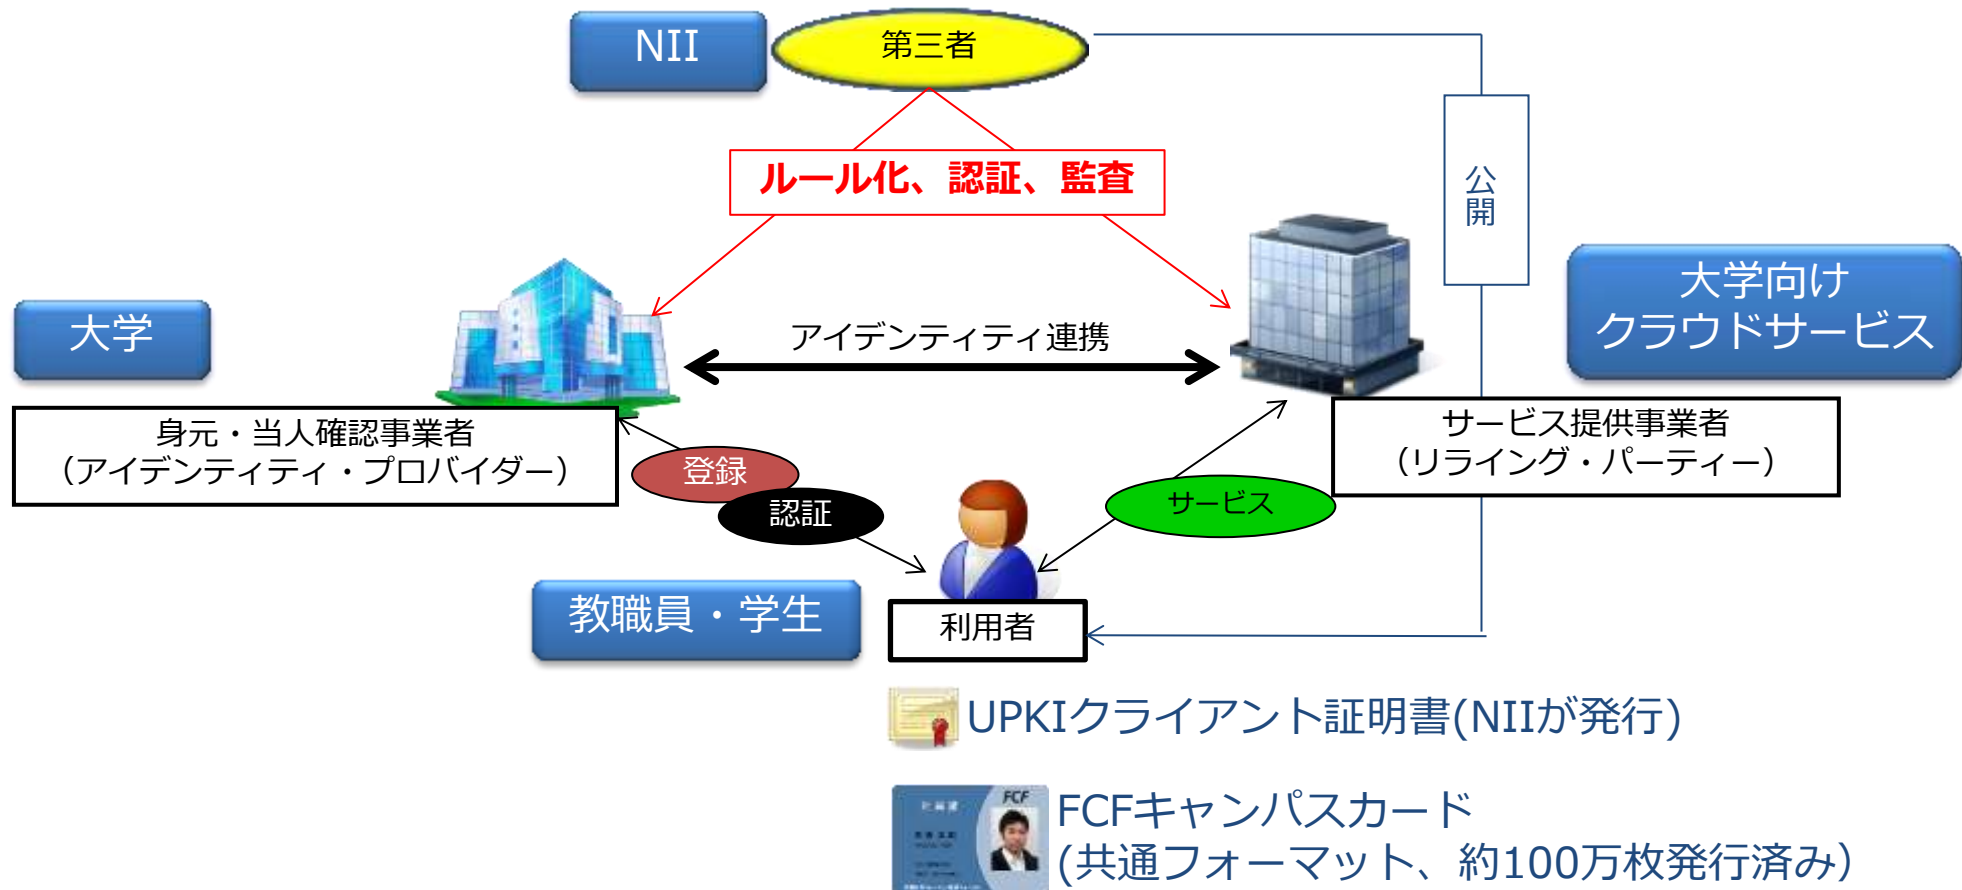 NII
第三者
ルール化、認証、監査
公開
大学
アイデンティティ連携
大学向け
クラウドサービス
身元・当人確認事業者
（アイデンティティ・プロバイダー）
サービス提供事業者
（リライング・パーティー）
登録
認証
サービス
教職員・学生
利用者
UPKIクライアント証明書(NIIが発行)
FCF
FCFキャンパスカード
(共通フォーマット、約100万枚発行済み）